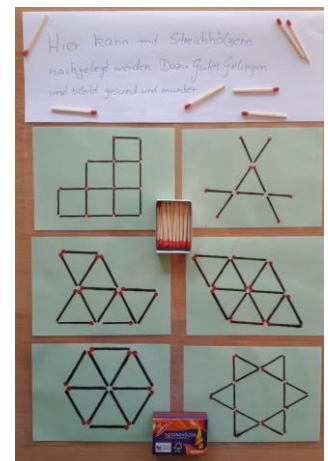 Hier kann mit Streichhölzern
nachgelegt werden. Dazu Gutes Gelingen
und bleibt gesund und munter